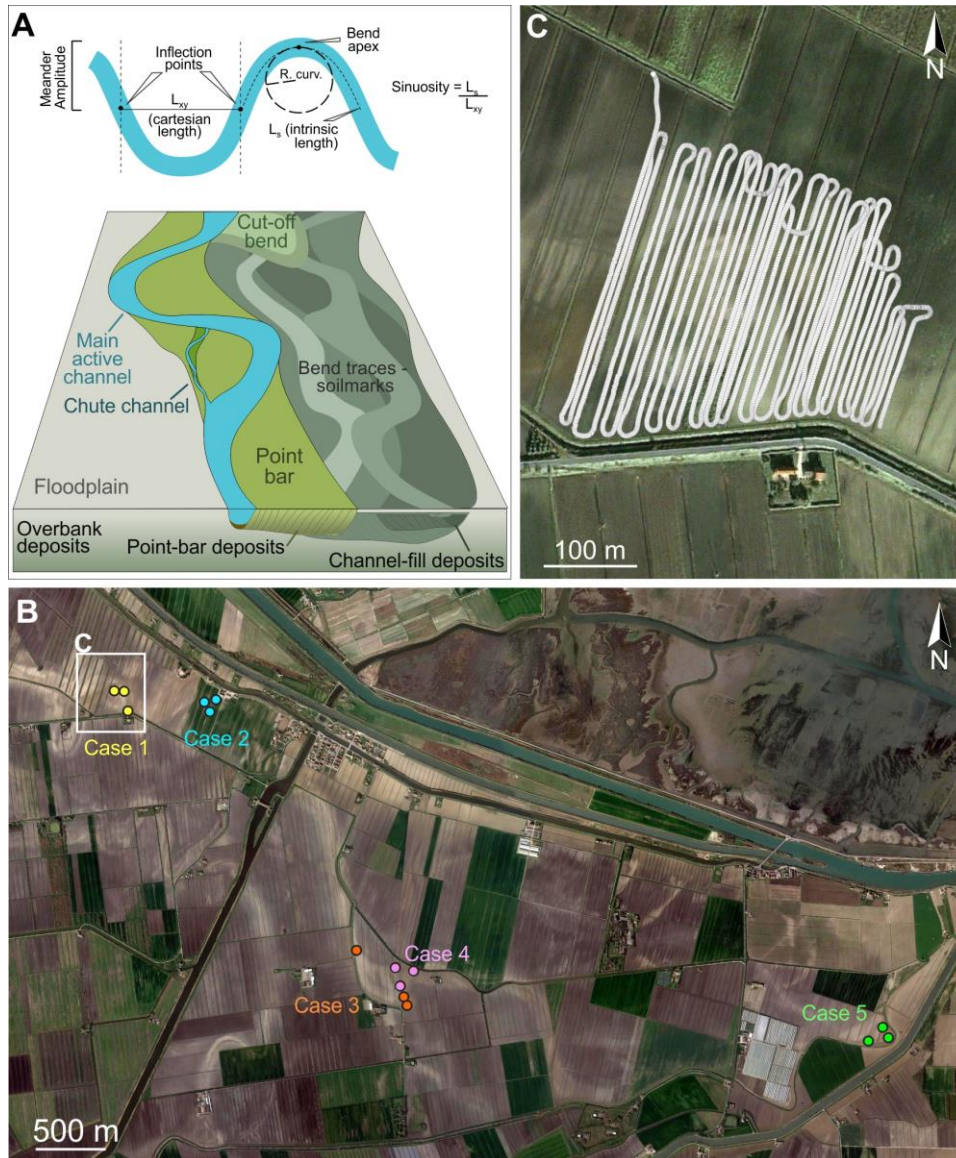 A
Meander
Amplitude
Inflection
points
Lxy
(cartesian
length)
Bend
apex
R. curv.
Ls (intrinsic
length)
Sinuosity = Ls
Lxy
Cut-off
bend
Main
active
channel
Chute channel
Bend traces -
soilmarks
Point
bar
Floodplain
Overbank
deposits
Point-bar deposits
Channel-fill deposits
C
N
100 m
B
C
N
Case 1
Case 2
Case 4
Case 3
Case 5
500 m